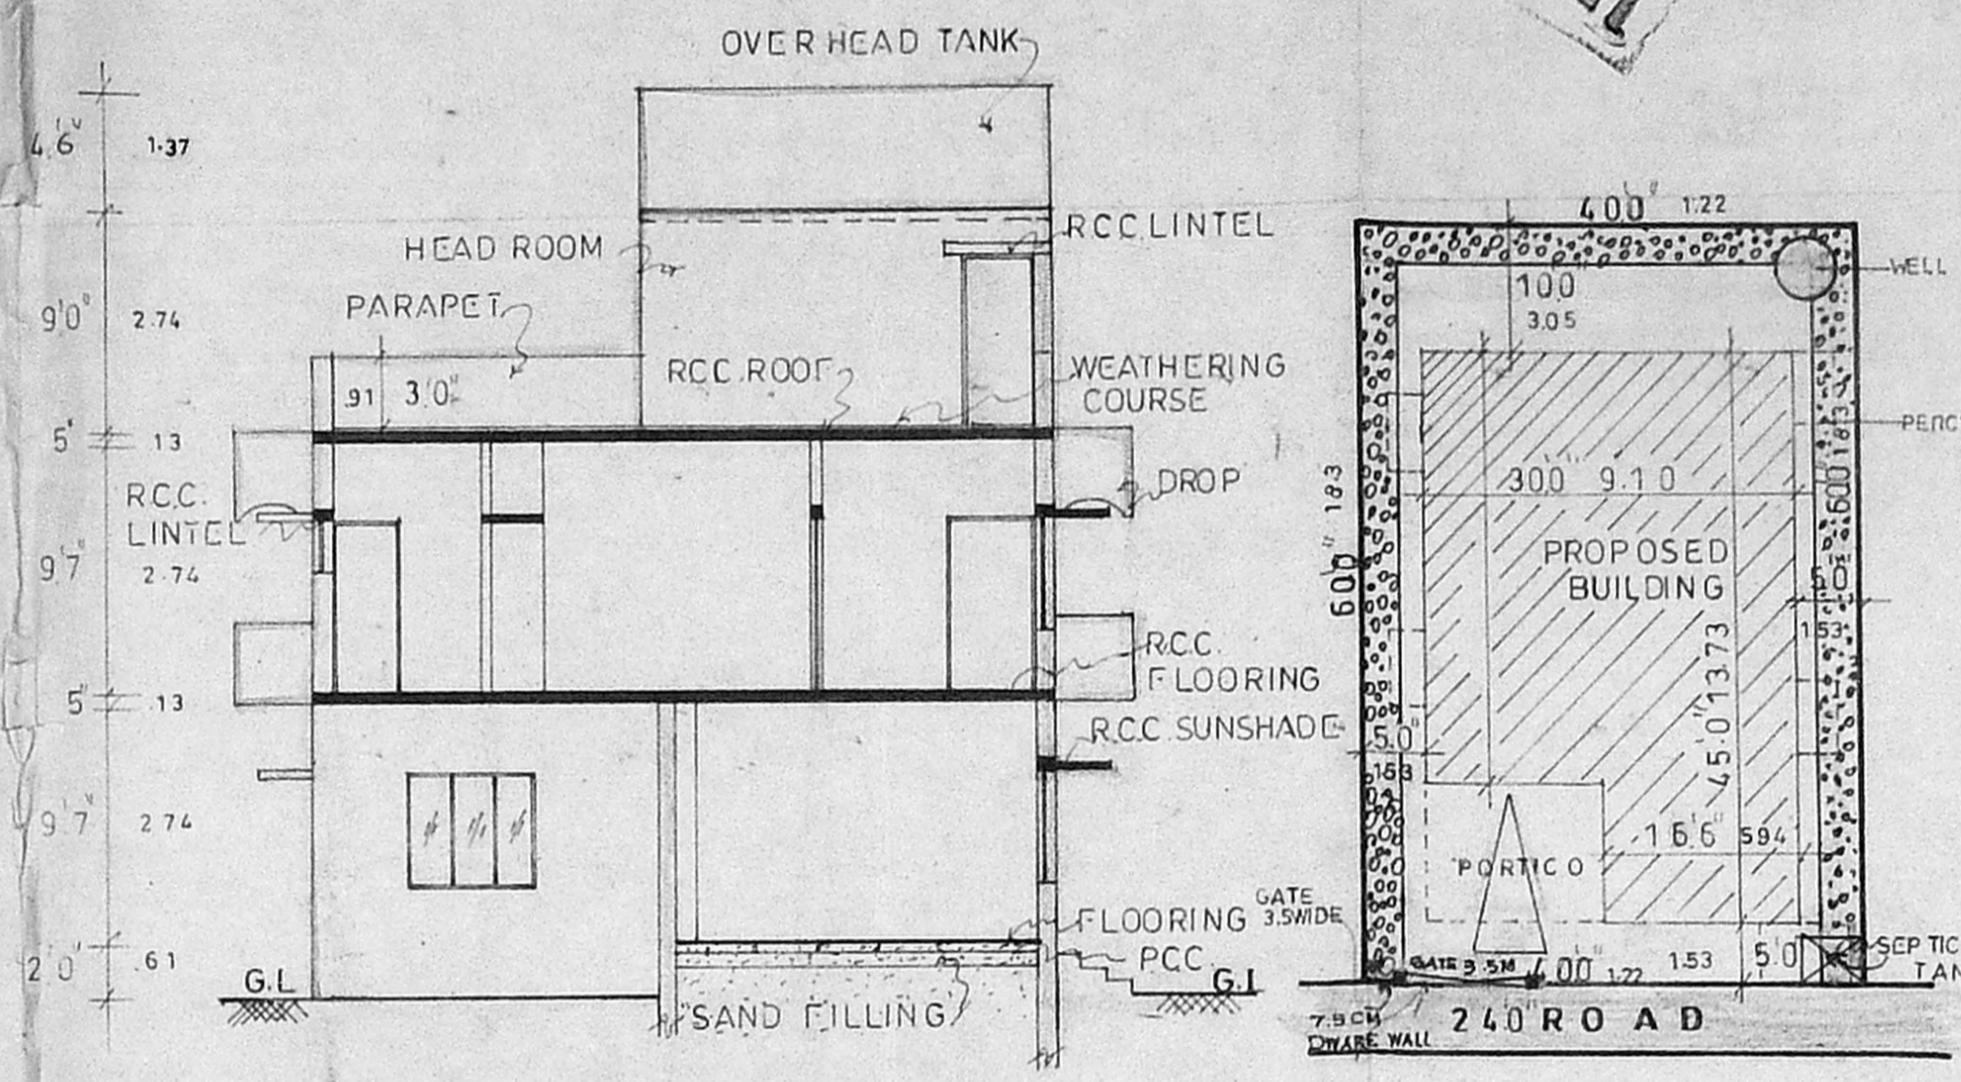 OVER HEAD TANK
4'6" 1.37
RCC LINTEL
HEAD ROOM
9'0" 2.74
PARAPET
RCC ROOF
WEATHERING
COURSE
.91 3'0"
5" .13
R.C.C.
LINTEL
DROP
9'7" 2.74
R.C.C.
FLOORING
5" .13
R.C.C SUNSHADE
9'7" 2.74
FLOORING
PCC
2'0" .61
G.L
G.L
SAND FILLING
40'0" 1.22
WELL
10'0"
3.05
60'0" 18.3
30'0" 9.10
60'0" 18.3
PROPOSED
BUILDING
5'0"
1.53
45'0" 13.73
5'0"
1.53
16'6" 5.94
PORTICO
GATE
3.5 WIDE
GATE 3.5M
40'0" 1.22
1.53 5'0"
SEPTIC
TAN
7.5 CM
DWARF WALL
24'0" ROAD